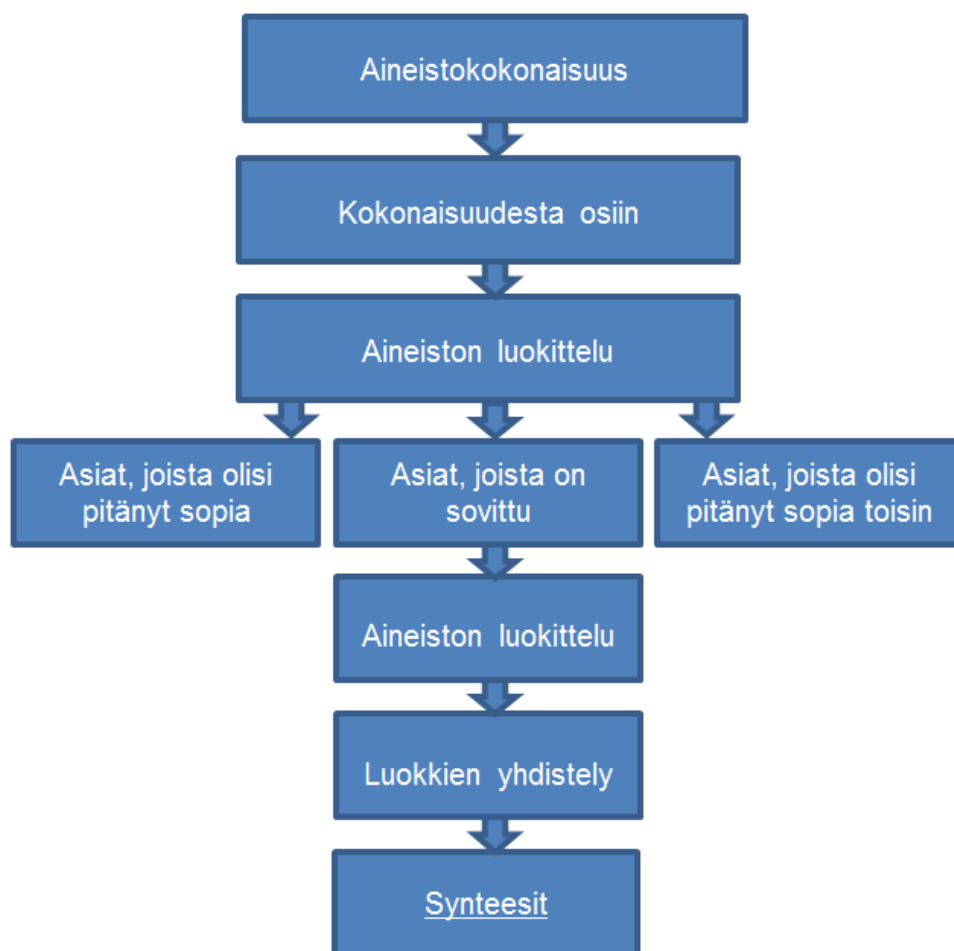 Aineistokokonaisuus
Kokonaisuudesta osiin
Aineiston luokittelu
Asiat, joista olisi
pitänyt sopia
Asiat, joista on
sovittu
Asiat, joista olisi
pitänyt sopia toisin
Aineiston luokittelu
Luokkien yhdistely
Synteesit